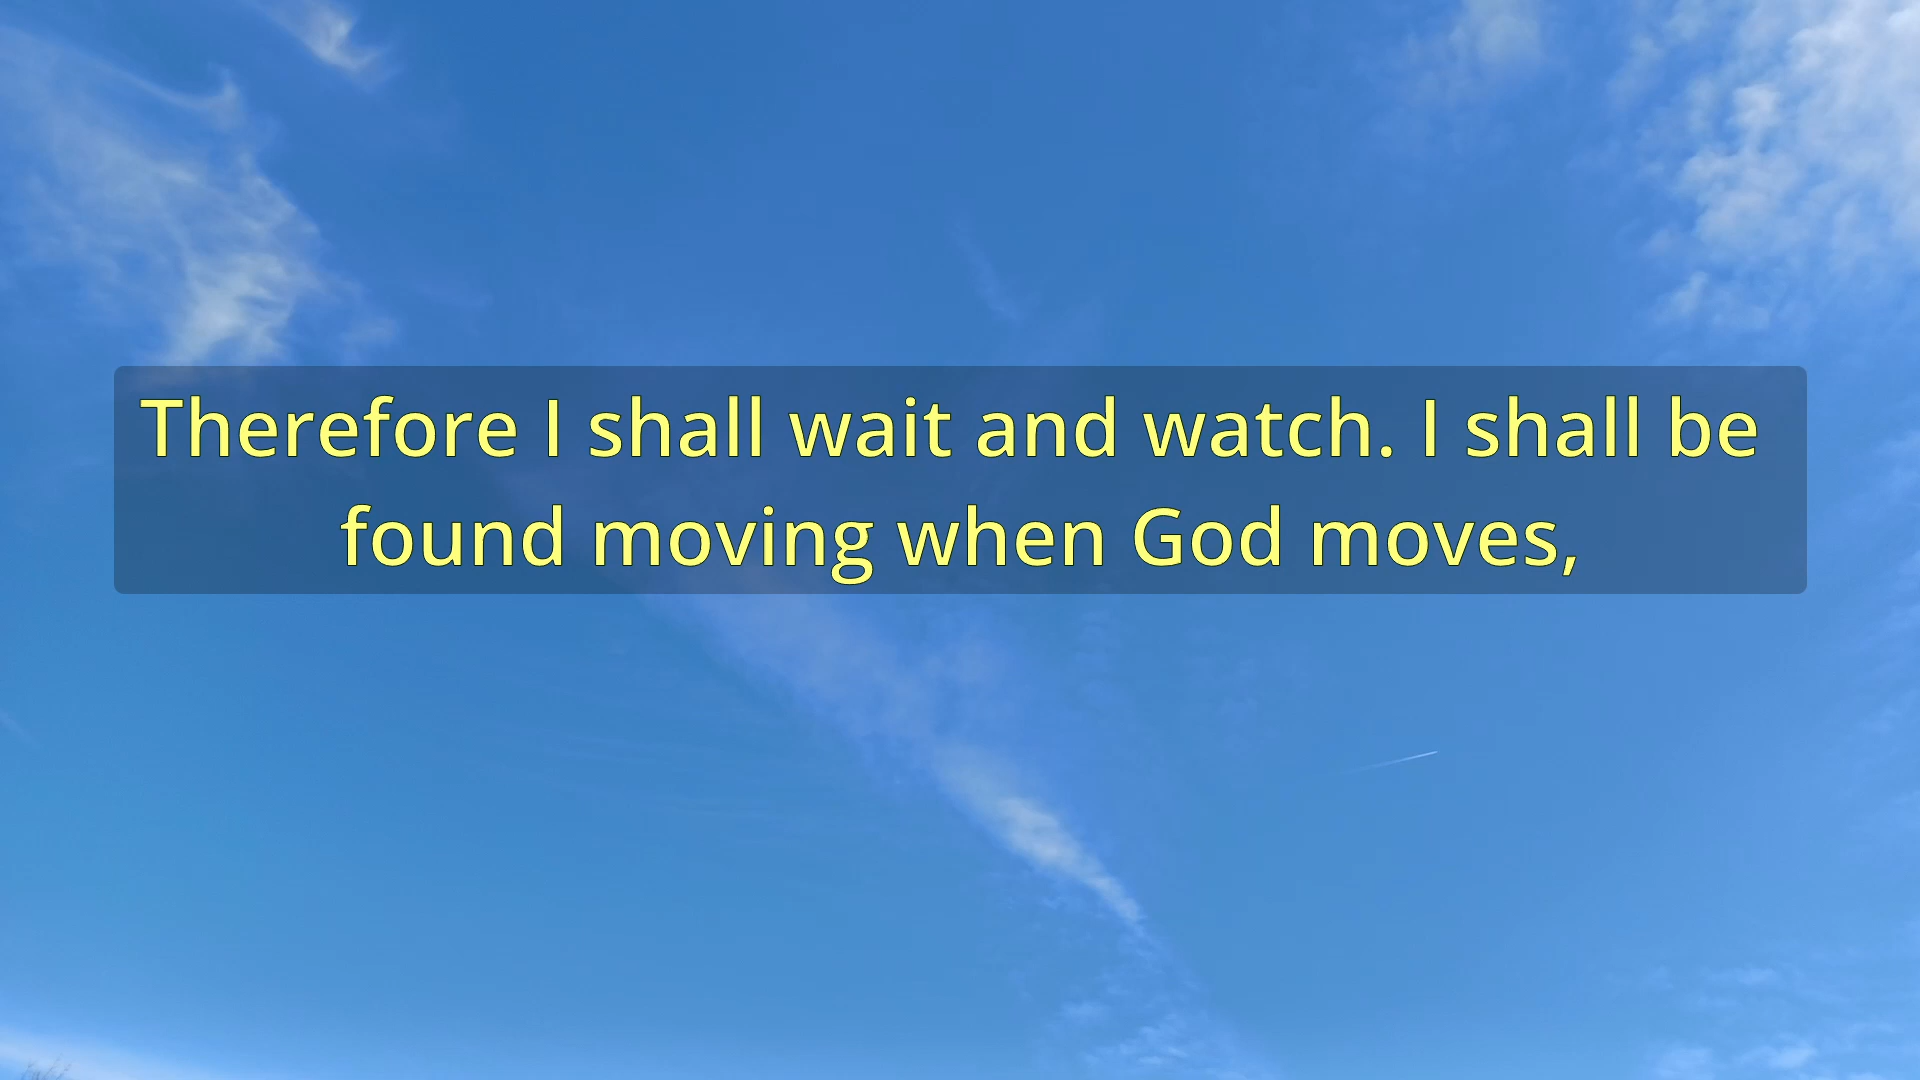 Therefore I shall wait and watch. I shall be
found moving when God moves,